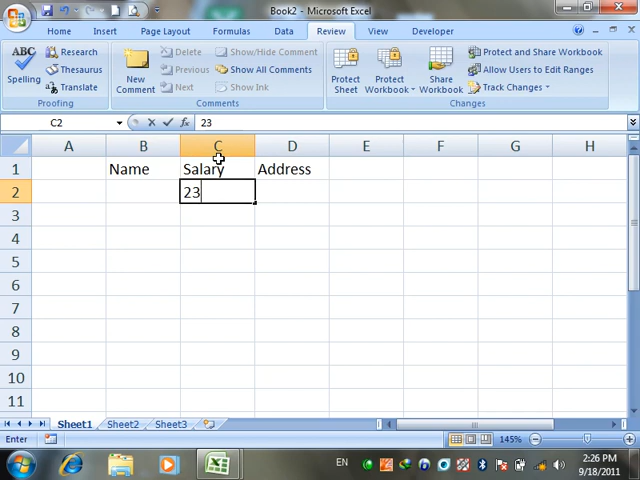 Book2 - Microsoft Excel
Home Insert Page Layout Formulas Data Review View Developer
ABC
Spelling
Research
Thesaurus
Translate
Proofing
New
Comment
Delete
Previous
Next
Show/Hide Comment
Show All Comments
Show Ink
Comments
Protect
Sheet
Protect
Workbook
Share
Workbook
Protect and Share Workbook
Allow Users to Edit Ranges
Track Changes
Changes
C2 fx 23
A B C D E F G H
1 Name Salary Address
2 23
3
4
5
6
7
8
9
10
11
Sheet1 Sheet2 Sheet3
Enter 145%
EN 2:26 PM
9/18/2011